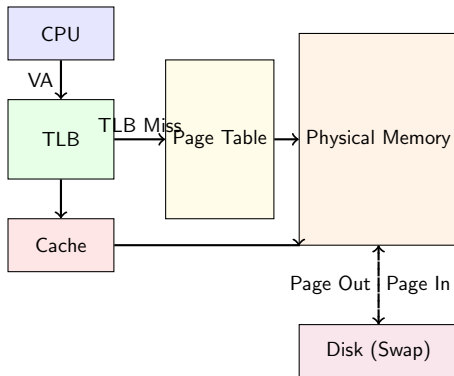 CPU
VA
TLB
TLB Miss
Page Table
Physical Memory
Cache
Page Out
Page In
Disk (Swap)